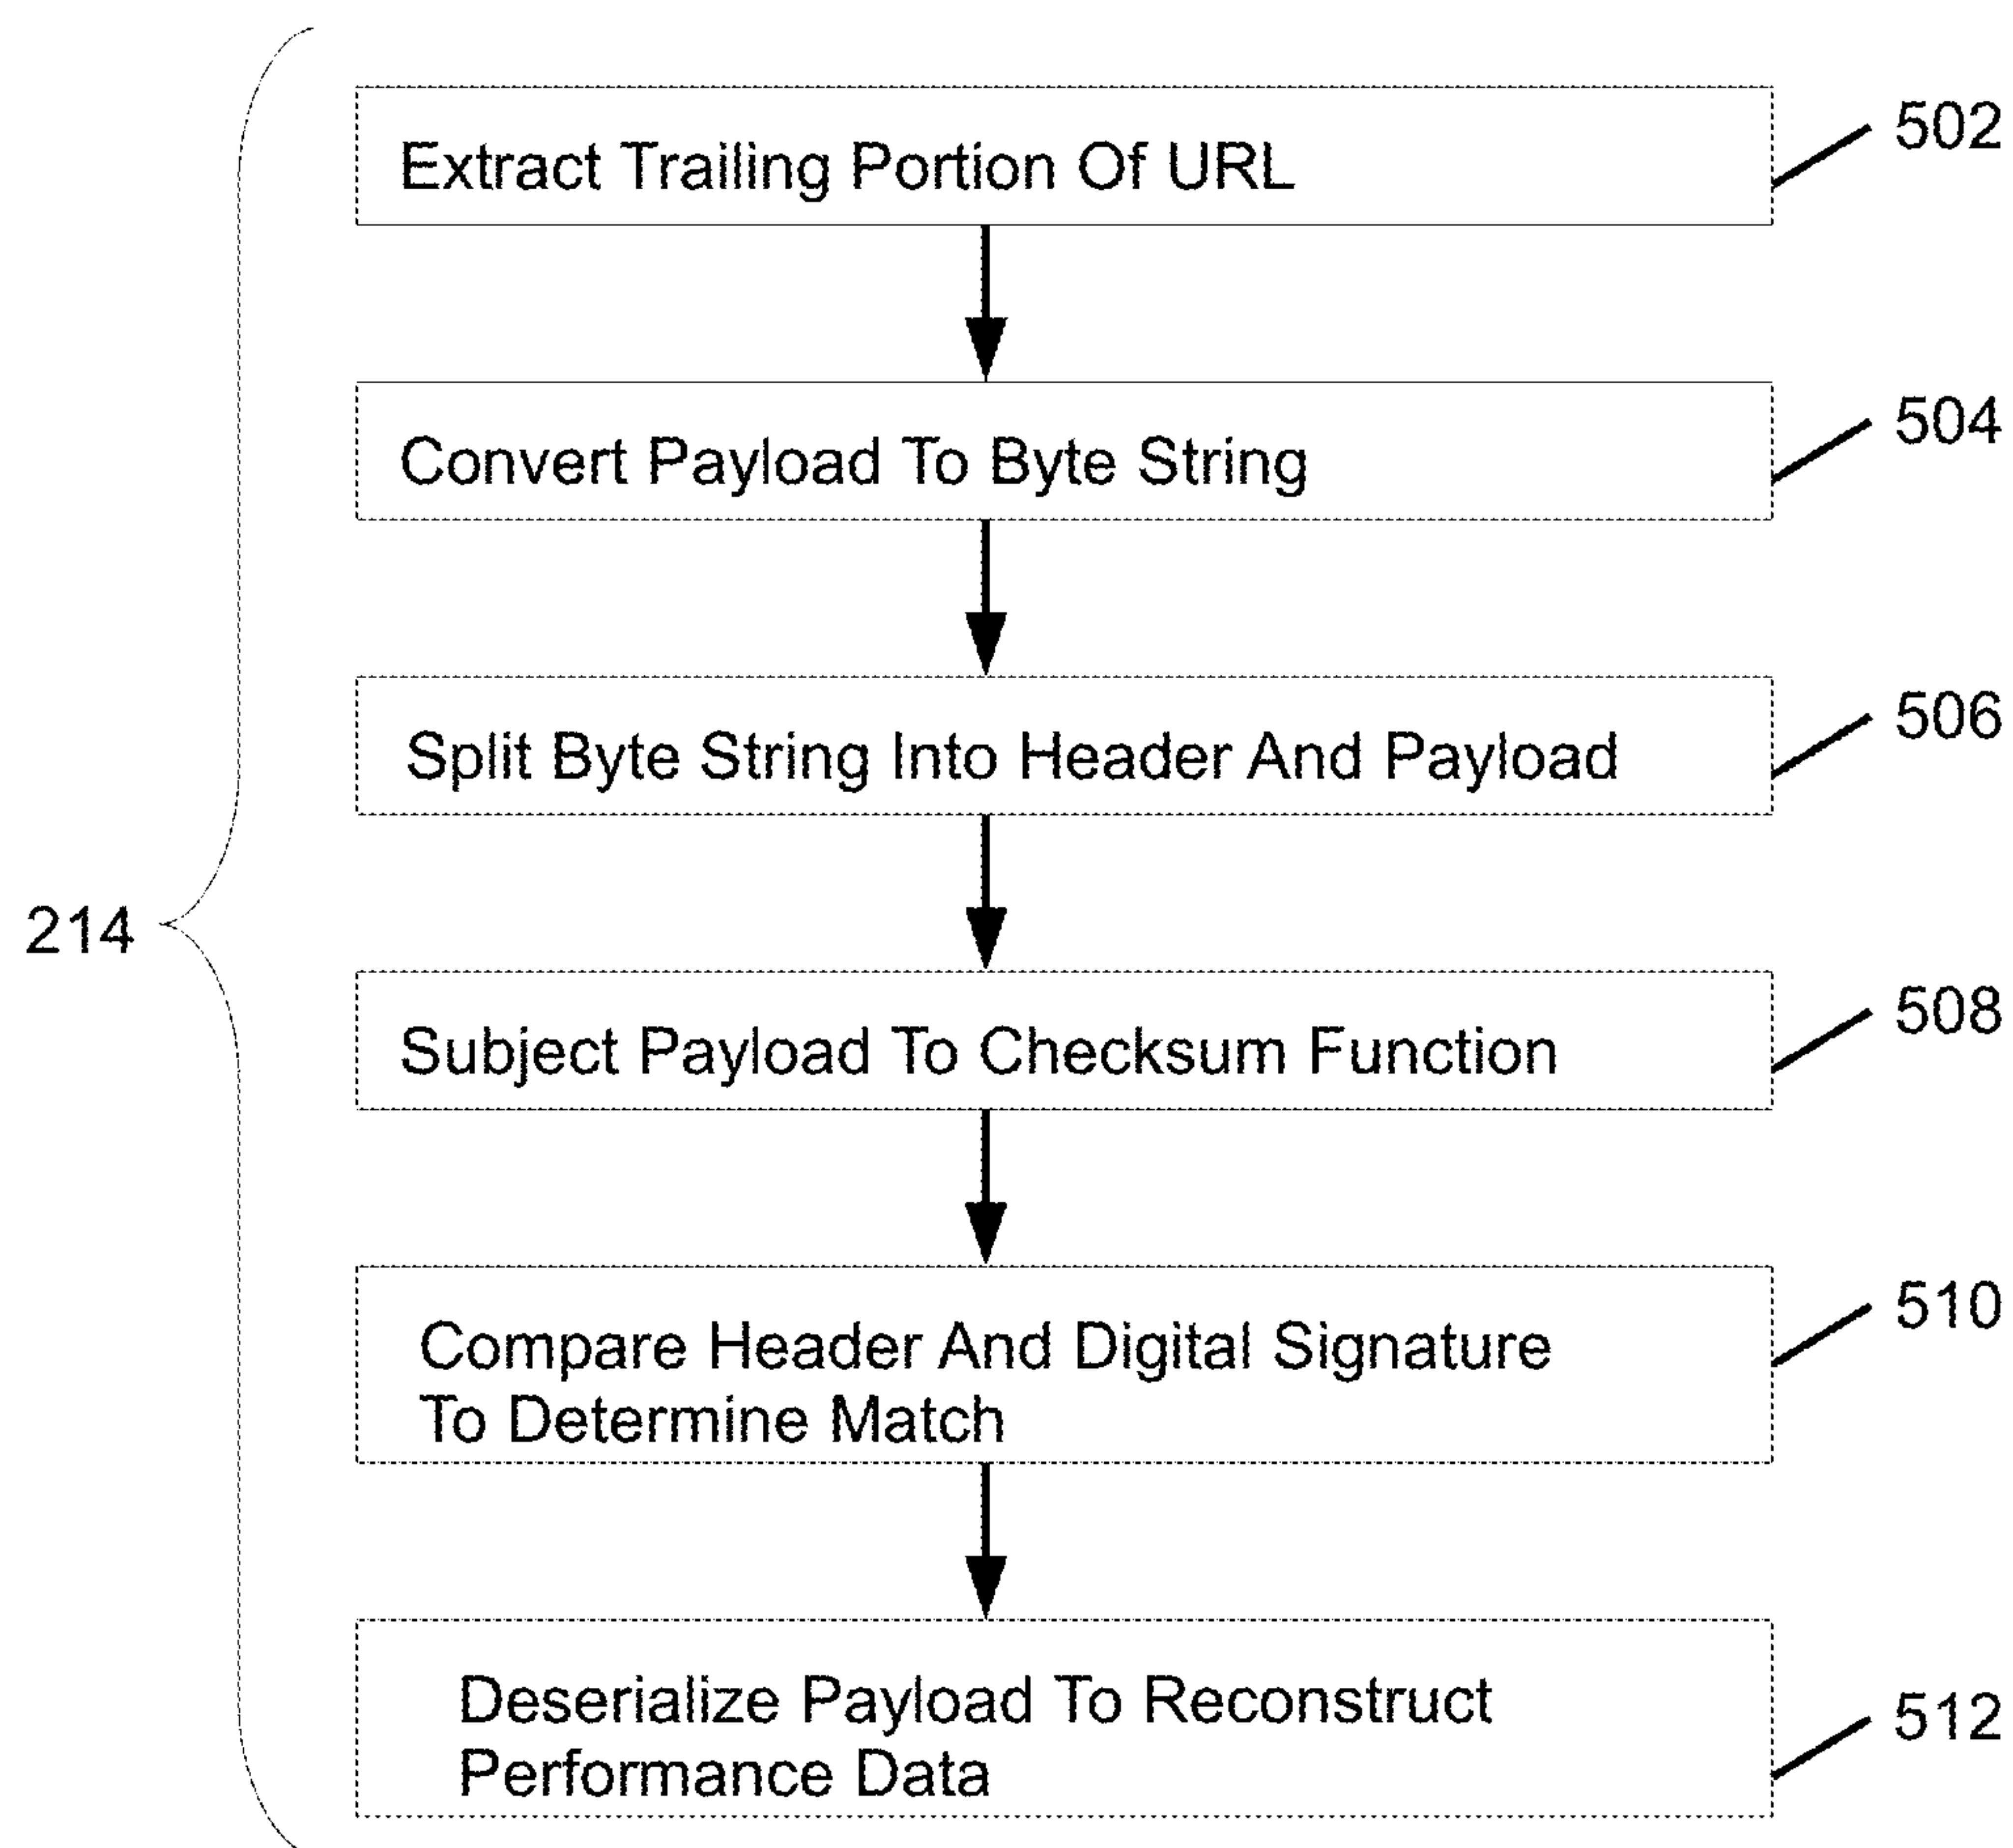 Extract Trailing Portion Of URL
502
Convert Payload To Byte String
504
Split Byte String Into Header And Payload
506
214
Subject Payload To Checksum Function
508
Compare Header And Digital Signature
To Determine Match
510
Deserialize Payload To Reconstruct
Performance Data
512